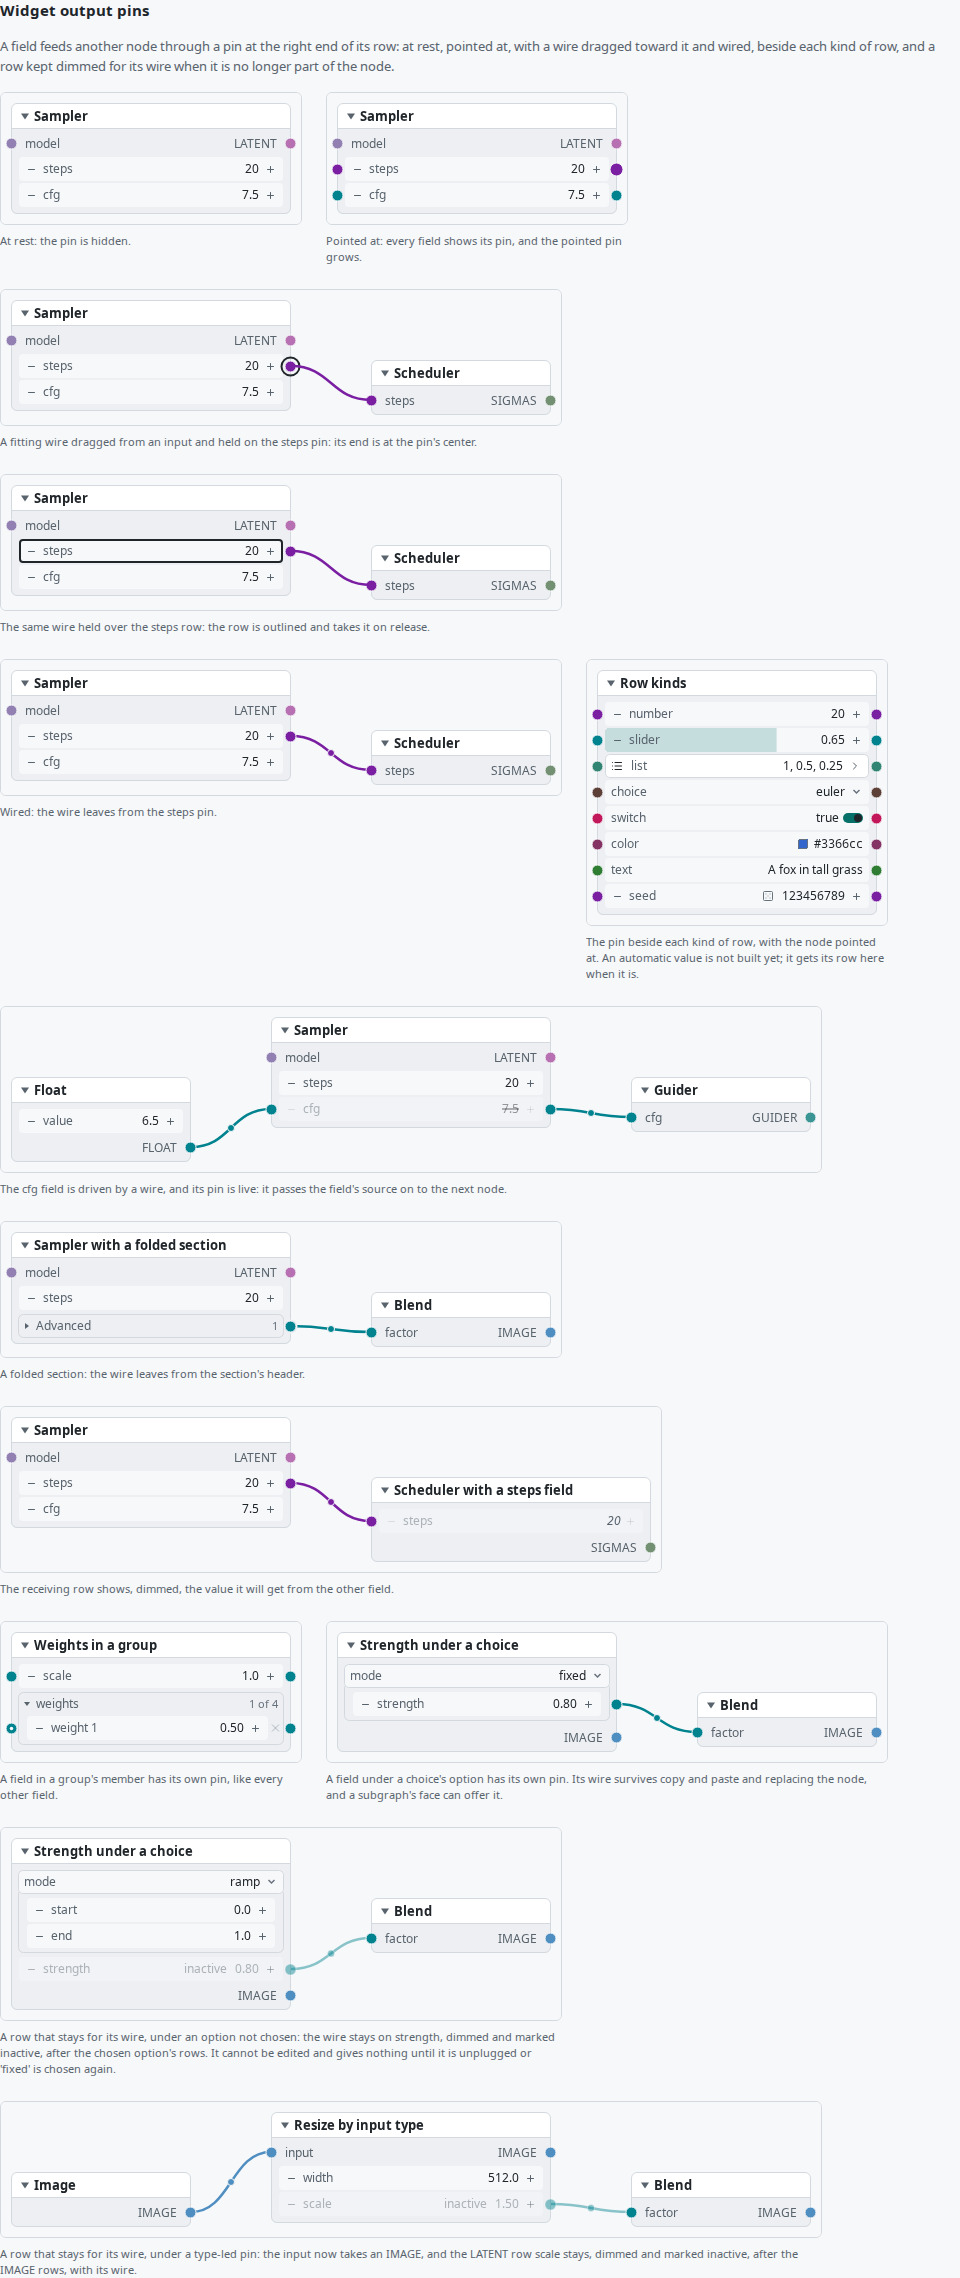 Widget output pins
A field feeds another node through a pin at the right end of its row: at rest, pointed at, with a wire dragged toward it and wired, beside each kind of row, and a
row kept dimmed for its wire when it is no longer part of the node.
Sampler
model LATENT
− steps 20 +
− cfg 7.5 +
At rest: the pin is hidden.
Sampler
model LATENT
− steps 20 +
− cfg 7.5 +
Pointed at: every field shows its pin, and the pointed pin
grows.
Sampler
model LATENT
− steps 20 +
− cfg 7.5 +
Scheduler
steps SIGMAS
A fitting wire dragged from an input and held on the steps pin: its end is at the pin's center.
Sampler
model LATENT
− steps 20 +
− cfg 7.5 +
Scheduler
steps SIGMAS
The same wire held over the steps row: the row is outlined and takes it on release.
Sampler
model LATENT
− steps 20 +
− cfg 7.5 +
Scheduler
steps SIGMAS
Wired: the wire leaves from the steps pin.
Row kinds
− number 20 +
− slider 0.65 +
list 1, 0.5, 0.25
choice euler
switch true
color #3366cc
text A fox in tall grass
− seed 123456789 +
The pin beside each kind of row, with the node pointed
at. An automatic value is not built yet; it gets its row here
when it is.
Float
− value 6.5 +
FLOAT
Sampler
model LATENT
− steps 20 +
− cfg 7.5 +
Guider
cfg GUIDER
The cfg field is driven by a wire, and its pin is live: it passes the field's source on to the next node.
Sampler with a folded section
model LATENT
− steps 20 +
Advanced 1
Blend
factor IMAGE
A folded section: the wire leaves from the section's header.
Sampler
model LATENT
− steps 20 +
− cfg 7.5 +
Scheduler with a steps field
− steps 20 +
SIGMAS
The receiving row shows, dimmed, the value it will get from the other field.
Weights in a group
− scale 1.0 +
weights 1 of 4
− weight 1 0.50 + ×
A field in a group's member has its own pin, like every
other field.
Strength under a choice
mode fixed
− strength 0.80 +
IMAGE
Blend
factor IMAGE
A field under a choice's option has its own pin. Its wire survives copy and paste and replacing the node,
and a subgraph's face can offer it.
Strength under a choice
mode ramp
− start 0.0 +
− end 1.0 +
− strength inactive 0.80 +
IMAGE
Blend
factor IMAGE
A row that stays for its wire, under an option not chosen: the wire stays on strength, dimmed and marked
inactive, after the chosen option's rows. It cannot be edited and gives nothing until it is unplugged or
'fixed' is chosen again.
Image
IMAGE
Resize by input type
input IMAGE
− width 512.0 +
− scale inactive 1.50 +
Blend
factor IMAGE
A row that stays for its wire, under a type-led pin: the input now takes an IMAGE, and the LATENT row scale stays, dimmed and marked inactive, after the
IMAGE rows, with its wire.